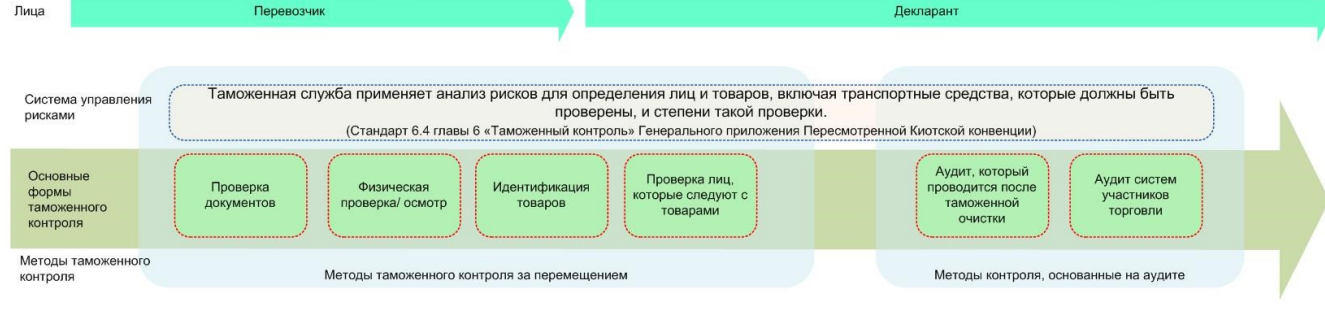 Лица
Перевозчик
Декларант
Система управления
рисками
Таможенная служба применяет анализ рисков для определения лиц и товаров, включая транспортные средства, которые должны быть
проверены, и степени такой проверки.
(Стандарт 6.4 главы 6 «Таможенный контроль» Генерального приложения Пересмотренной Киотской конвенции)
Основные
формы
таможенного
контроля
Проверка
документов
Физическая
проверка/ осмотр
Идентификация
товаров
Проверка лиц,
которые следуют с
товарами
Аудит, который
проводится после
таможенной
очистки
Аудит систем
участников
торговли
Методы таможенного
контроля
Методы таможенного контроля за перемещением
Методы контроля, основанные на аудите